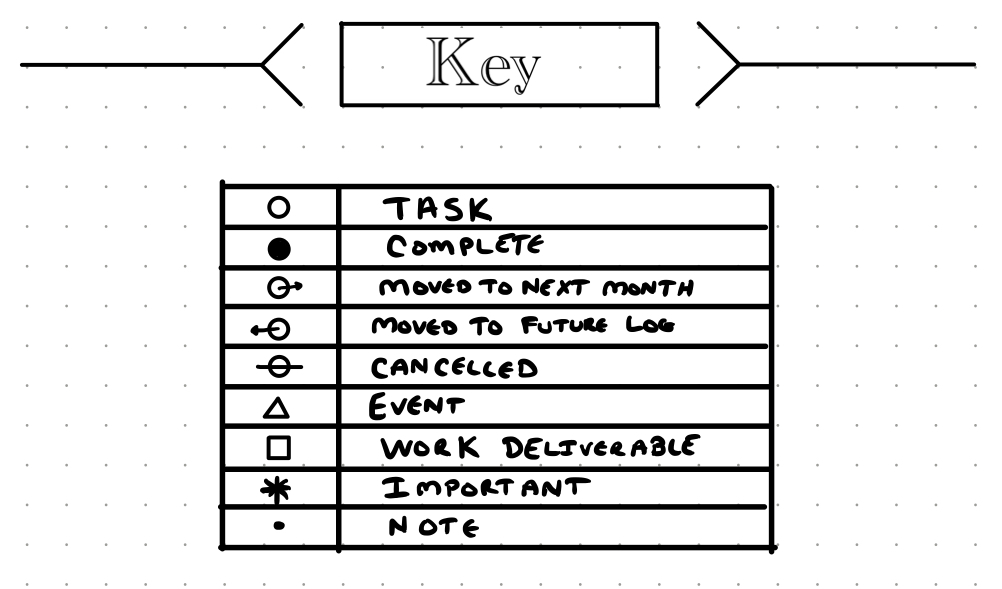 Key
TASK
COMPLETE
MOVED TO NEXT MONTH
MOVED TO FUTURE LOG
CANCELLED
EVENT
WORK DELIVERABLE
IMPORTANT
NOTE